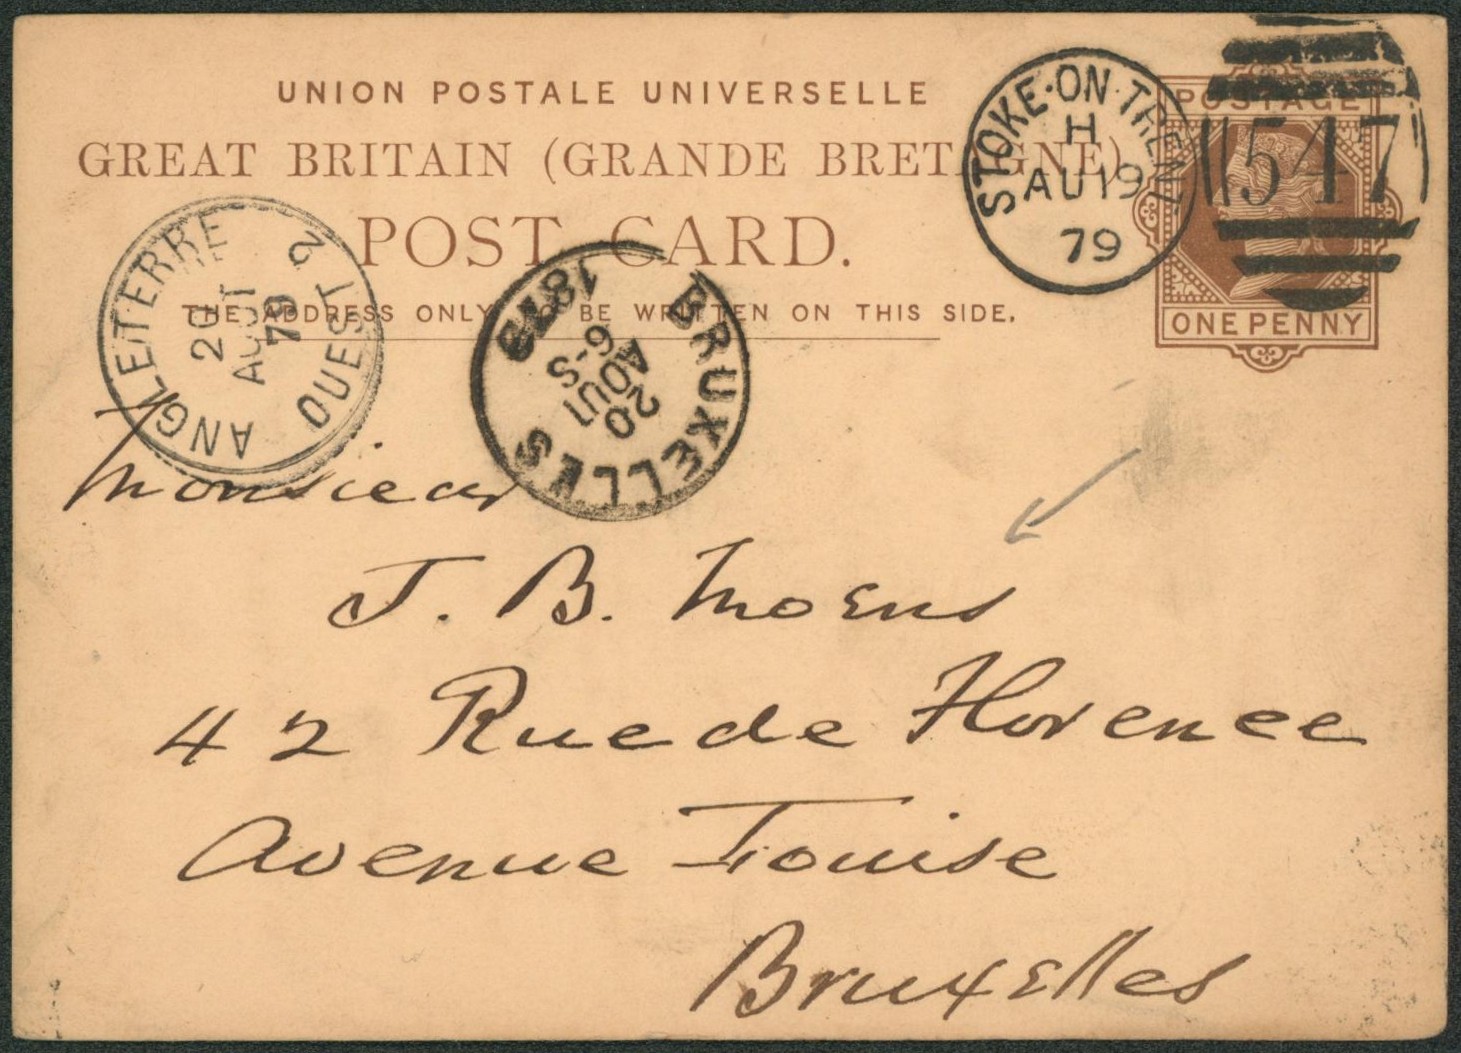 UNION POSTALE UNIVERSELLE
GREAT BRITAIN (GRANDE BRETAGNE)
POST CARD.
THE ADDRESS ONLY TO BE WRITTEN ON THIS SIDE.
STOKE-ON-TRENT
H
AU 19
79
547
POSTAGE
ONE PENNY
ANGLETERRE OUEST 2
20
AOUT
79
BRUXELLES 1879
20
AOUT
6-S
Monsieur
J. B. Moens
42 Rue de Florence
Avenue Louise
Bruxelles